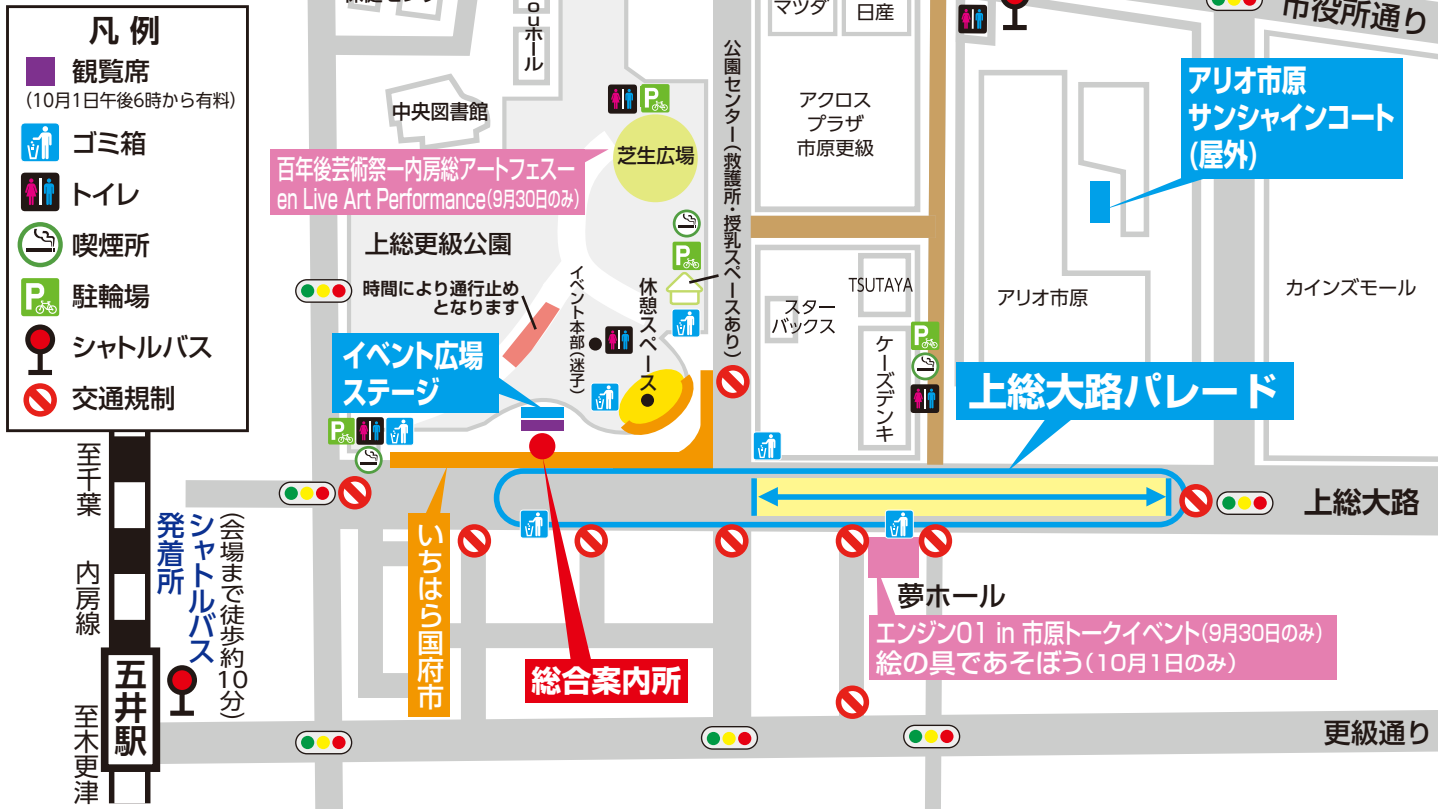 凡例
観覧席
(10月1日午後6時から有料)
ゴミ箱
トイレ
喫煙所
駐輪場
シャトルバス
交通規制
ouホール
マツダ
日産
市役所通り
中央図書館
芝生広場
公園センター(救護所・授乳スペースあり)
アクロス
プラザ
市原更級
アリオ市原
サンシャインコート
(屋外)
百年後芸術祭ー内房総アートフェスー
en Live Art Performance(9月30日のみ)
上総更級公園
時間により通行止め
となります
イベント本部(迷子)
休憩スペース
スター
バックス
TSUTAYA
ケーズデンキ
アリオ市原
カインズモール
イベント広場
ステージ
上総大路パレード
上総大路
至千葉
内房線
至木更津
五井駅
シャトルバス
発着所
(会場まで徒歩約10分)
いちはら国府市
総合案内所
夢ホール
エンジン01 in 市原トークイベント(9月30日のみ)
絵の具であそぼう(10月1日のみ)
更級通り